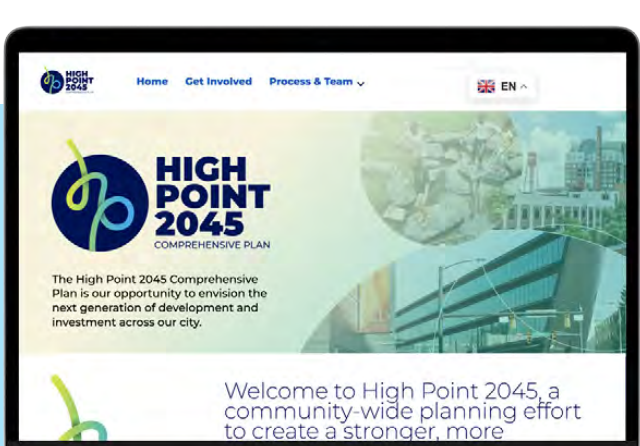 HIGH
POINT
2045
COMPREHENSIVE PLAN
Home Get Involved Process & Team
EN
HIGH
POINT
2045
COMPREHENSIVE PLAN
The High Point 2045 Comprehensive
Plan is our opportunity to envision the
next generation of development and
investment across our city.
Welcome to High Point 2045, a
community-wide planning effort
to create a stronger, more